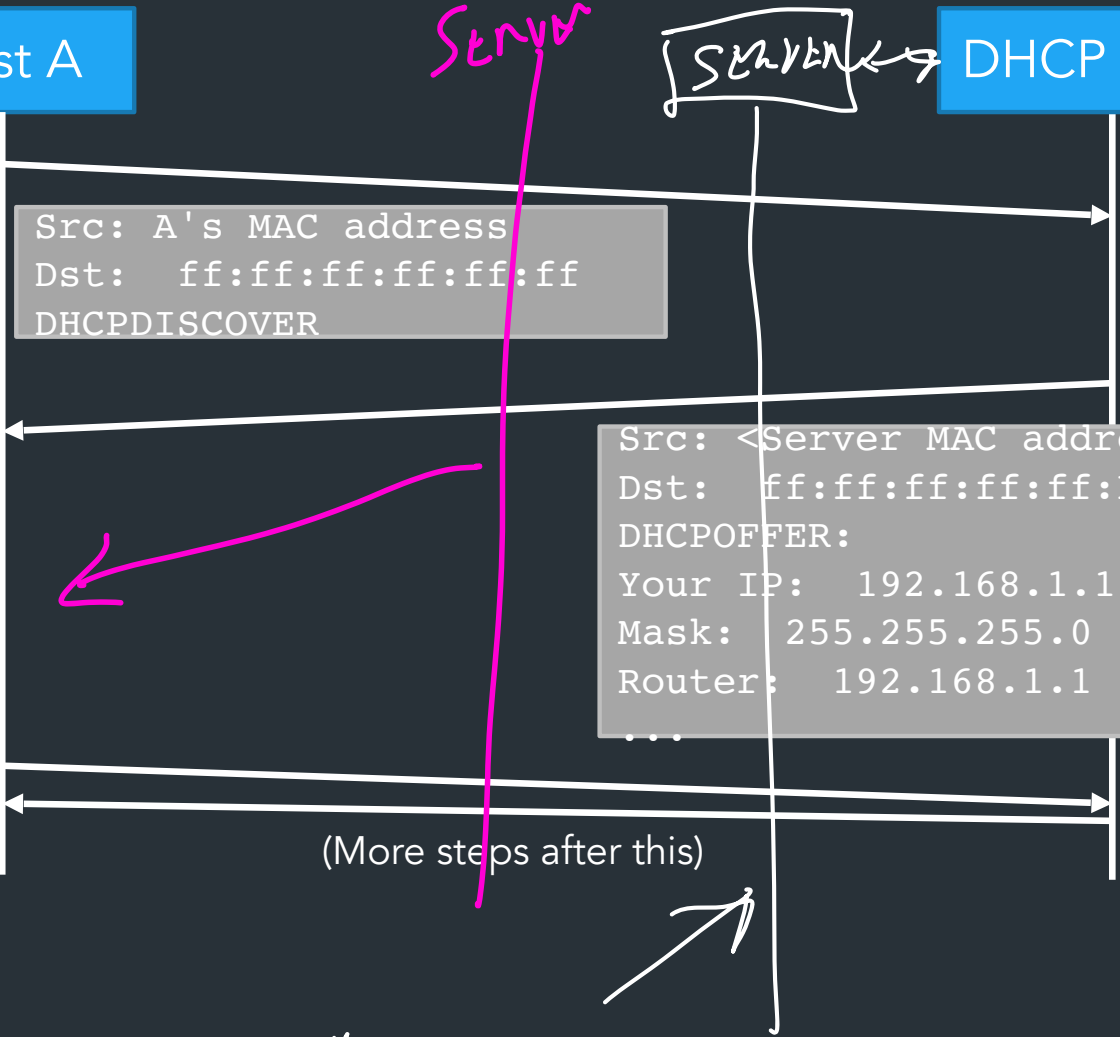 st A
Server
Server
DHCP
Src: A's MAC address
Dst:  ff:ff:ff:ff:ff:ff
DHCPDISCOVER
Src: <Server MAC addre
Dst:  ff:ff:ff:ff:ff:
DHCPOFFER:
Your IP:  192.168.1.1
Mask:  255.255.255.0
Router:  192.168.1.1
...
(More steps after this)